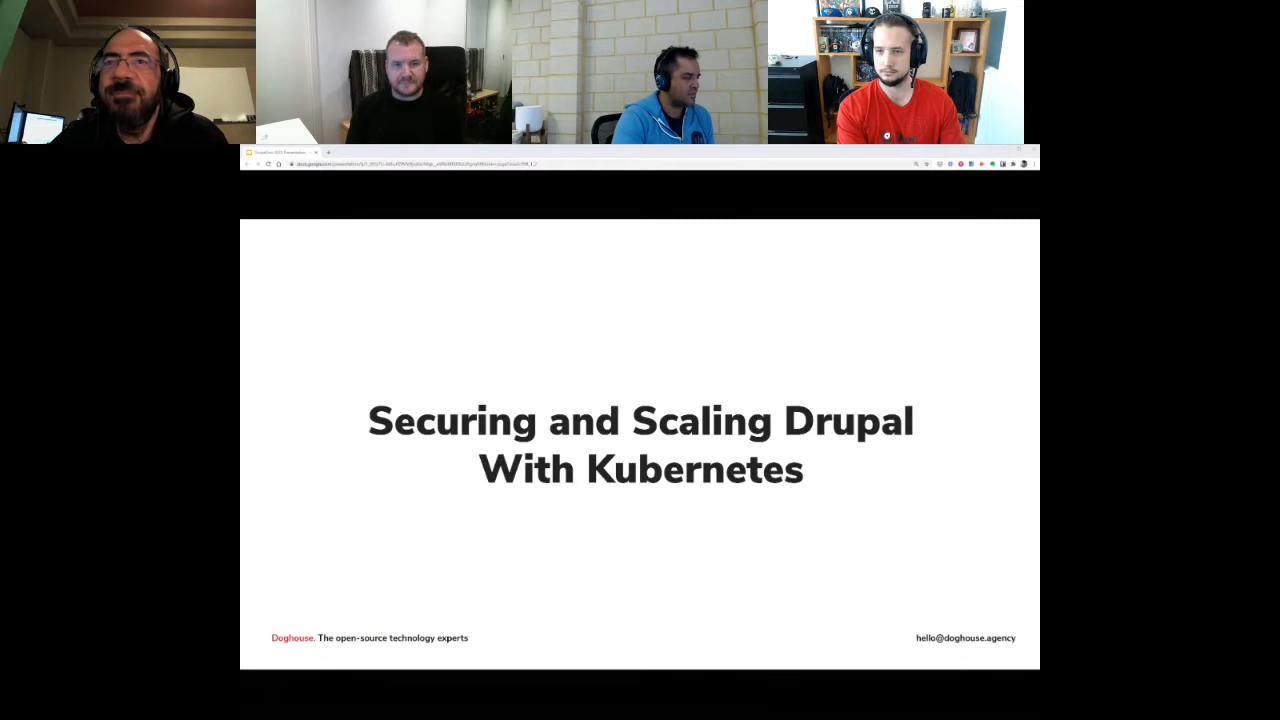 Securing and Scaling Drupal
With Kubernetes
Doghouse. The open-source technology experts
hello@doghouse.agency